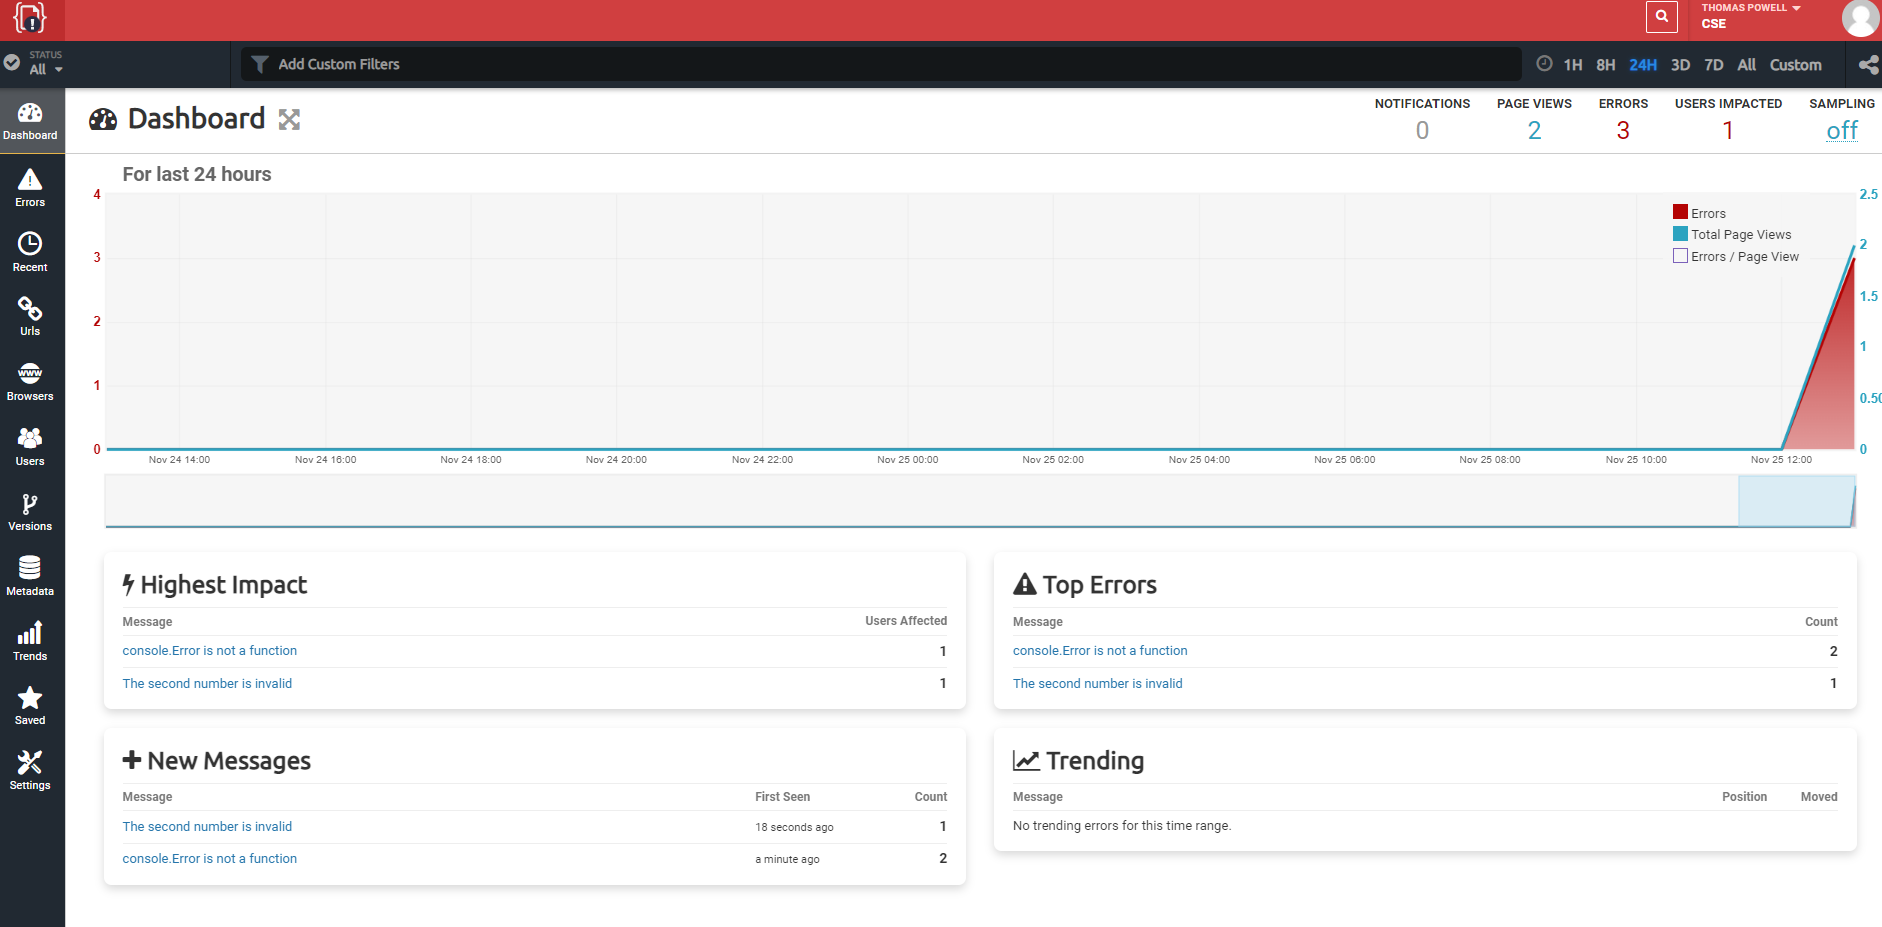 THOMAS POWELL
CSE
STATUS
All
Add Custom Filters
1H 8H 24H 3D 7D All Custom
Dashboard
Errors
Recent
Urls
www
Browsers
Users
Versions
Metadata
Trends
Saved
Settings
Dashboard
NOTIFICATIONS PAGE VIEWS ERRORS USERS IMPACTED SAMPLING
0 2 3 1 off
For last 24 hours
4
3
2
1
0
2.5
2
1.5
1
0.50
0
Errors
Total Page Views
Errors / Page View
Nov 24 14:00 Nov 24 16:00 Nov 24 18:00 Nov 24 20:00 Nov 24 22:00 Nov 25 00:00 Nov 25 02:00 Nov 25 04:00 Nov 25 06:00 Nov 25 08:00 Nov 25 10:00 Nov 25 12:00
Highest Impact
Message Users Affected
console.Error is not a function 1
The second number is invalid 1
Top Errors
Message Count
console.Error is not a function 2
The second number is invalid 1
New Messages
Message First Seen Count
The second number is invalid 18 seconds ago 1
console.Error is not a function a minute ago 2
Trending
Message Position Moved
No trending errors for this time range.